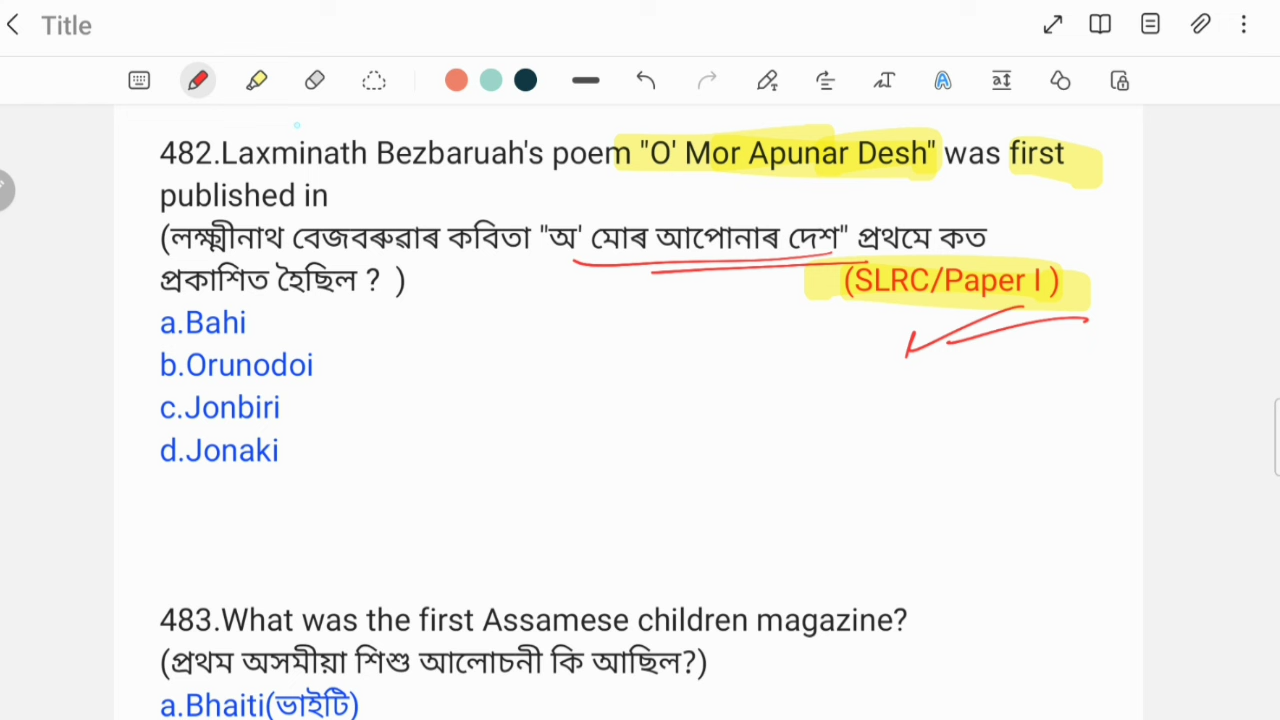 Title
482.Laxminath Bezbaruah's poem "O' Mor Apunar Desh" was first
published in
(লক্ষ্মীনাথ বেজবৰুৱাৰ কবিতা "অ' মোৰ আপোনাৰ দেশ" প্ৰথমে কত
প্ৰকাশিত হৈছিল ? )
(SLRC/Paper I )
a.Bahi
b.Orunodoi
c.Jonbiri
d.Jonaki
483.What was the first Assamese children magazine?
(প্ৰথম অসমীয়া শিশু আলোচনী কি আছিল?)
a.Bhaiti(ভাইটি)